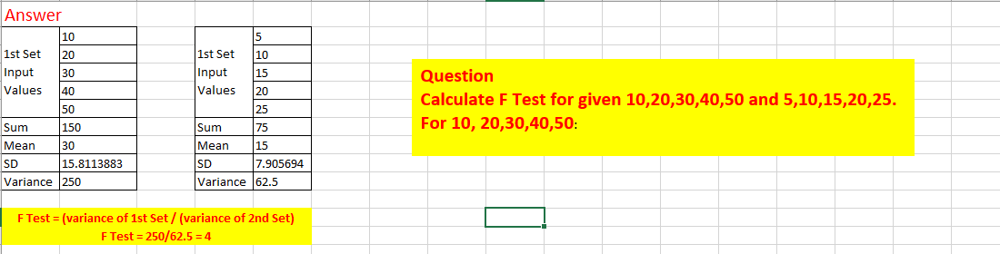 Answer
10 5
1st Set 20 1st Set 10
Input 30 Input 15
Values 40 Values 20
50 25
Sum 150 Sum 75
Mean 30 Mean 15
SD 15.8113883 SD 7.905694
Variance 250 Variance 62.5
F Test = (variance of 1st Set / (variance of 2nd Set)
F Test = 250/62.5 = 4
Question
Calculate F Test for given 10,20,30,40,50 and 5,10,15,20,25.
For 10, 20,30,40,50: